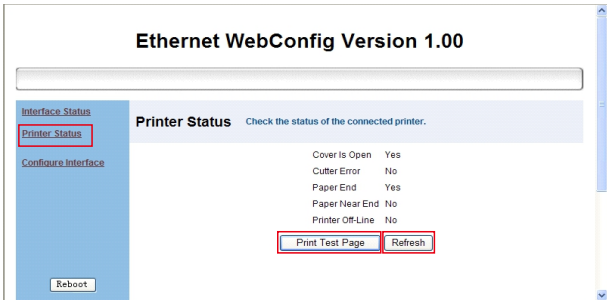 Ethernet WebConfig Version 1.00
Interface Status
Printer Status
Configure Interface
Reboot
Printer Status Check the status of the connected printer.
Cover Is Open Yes
Cutter Error No
Paper End Yes
Paper Near End No
Printer Off-Line No
Print Test Page Refresh